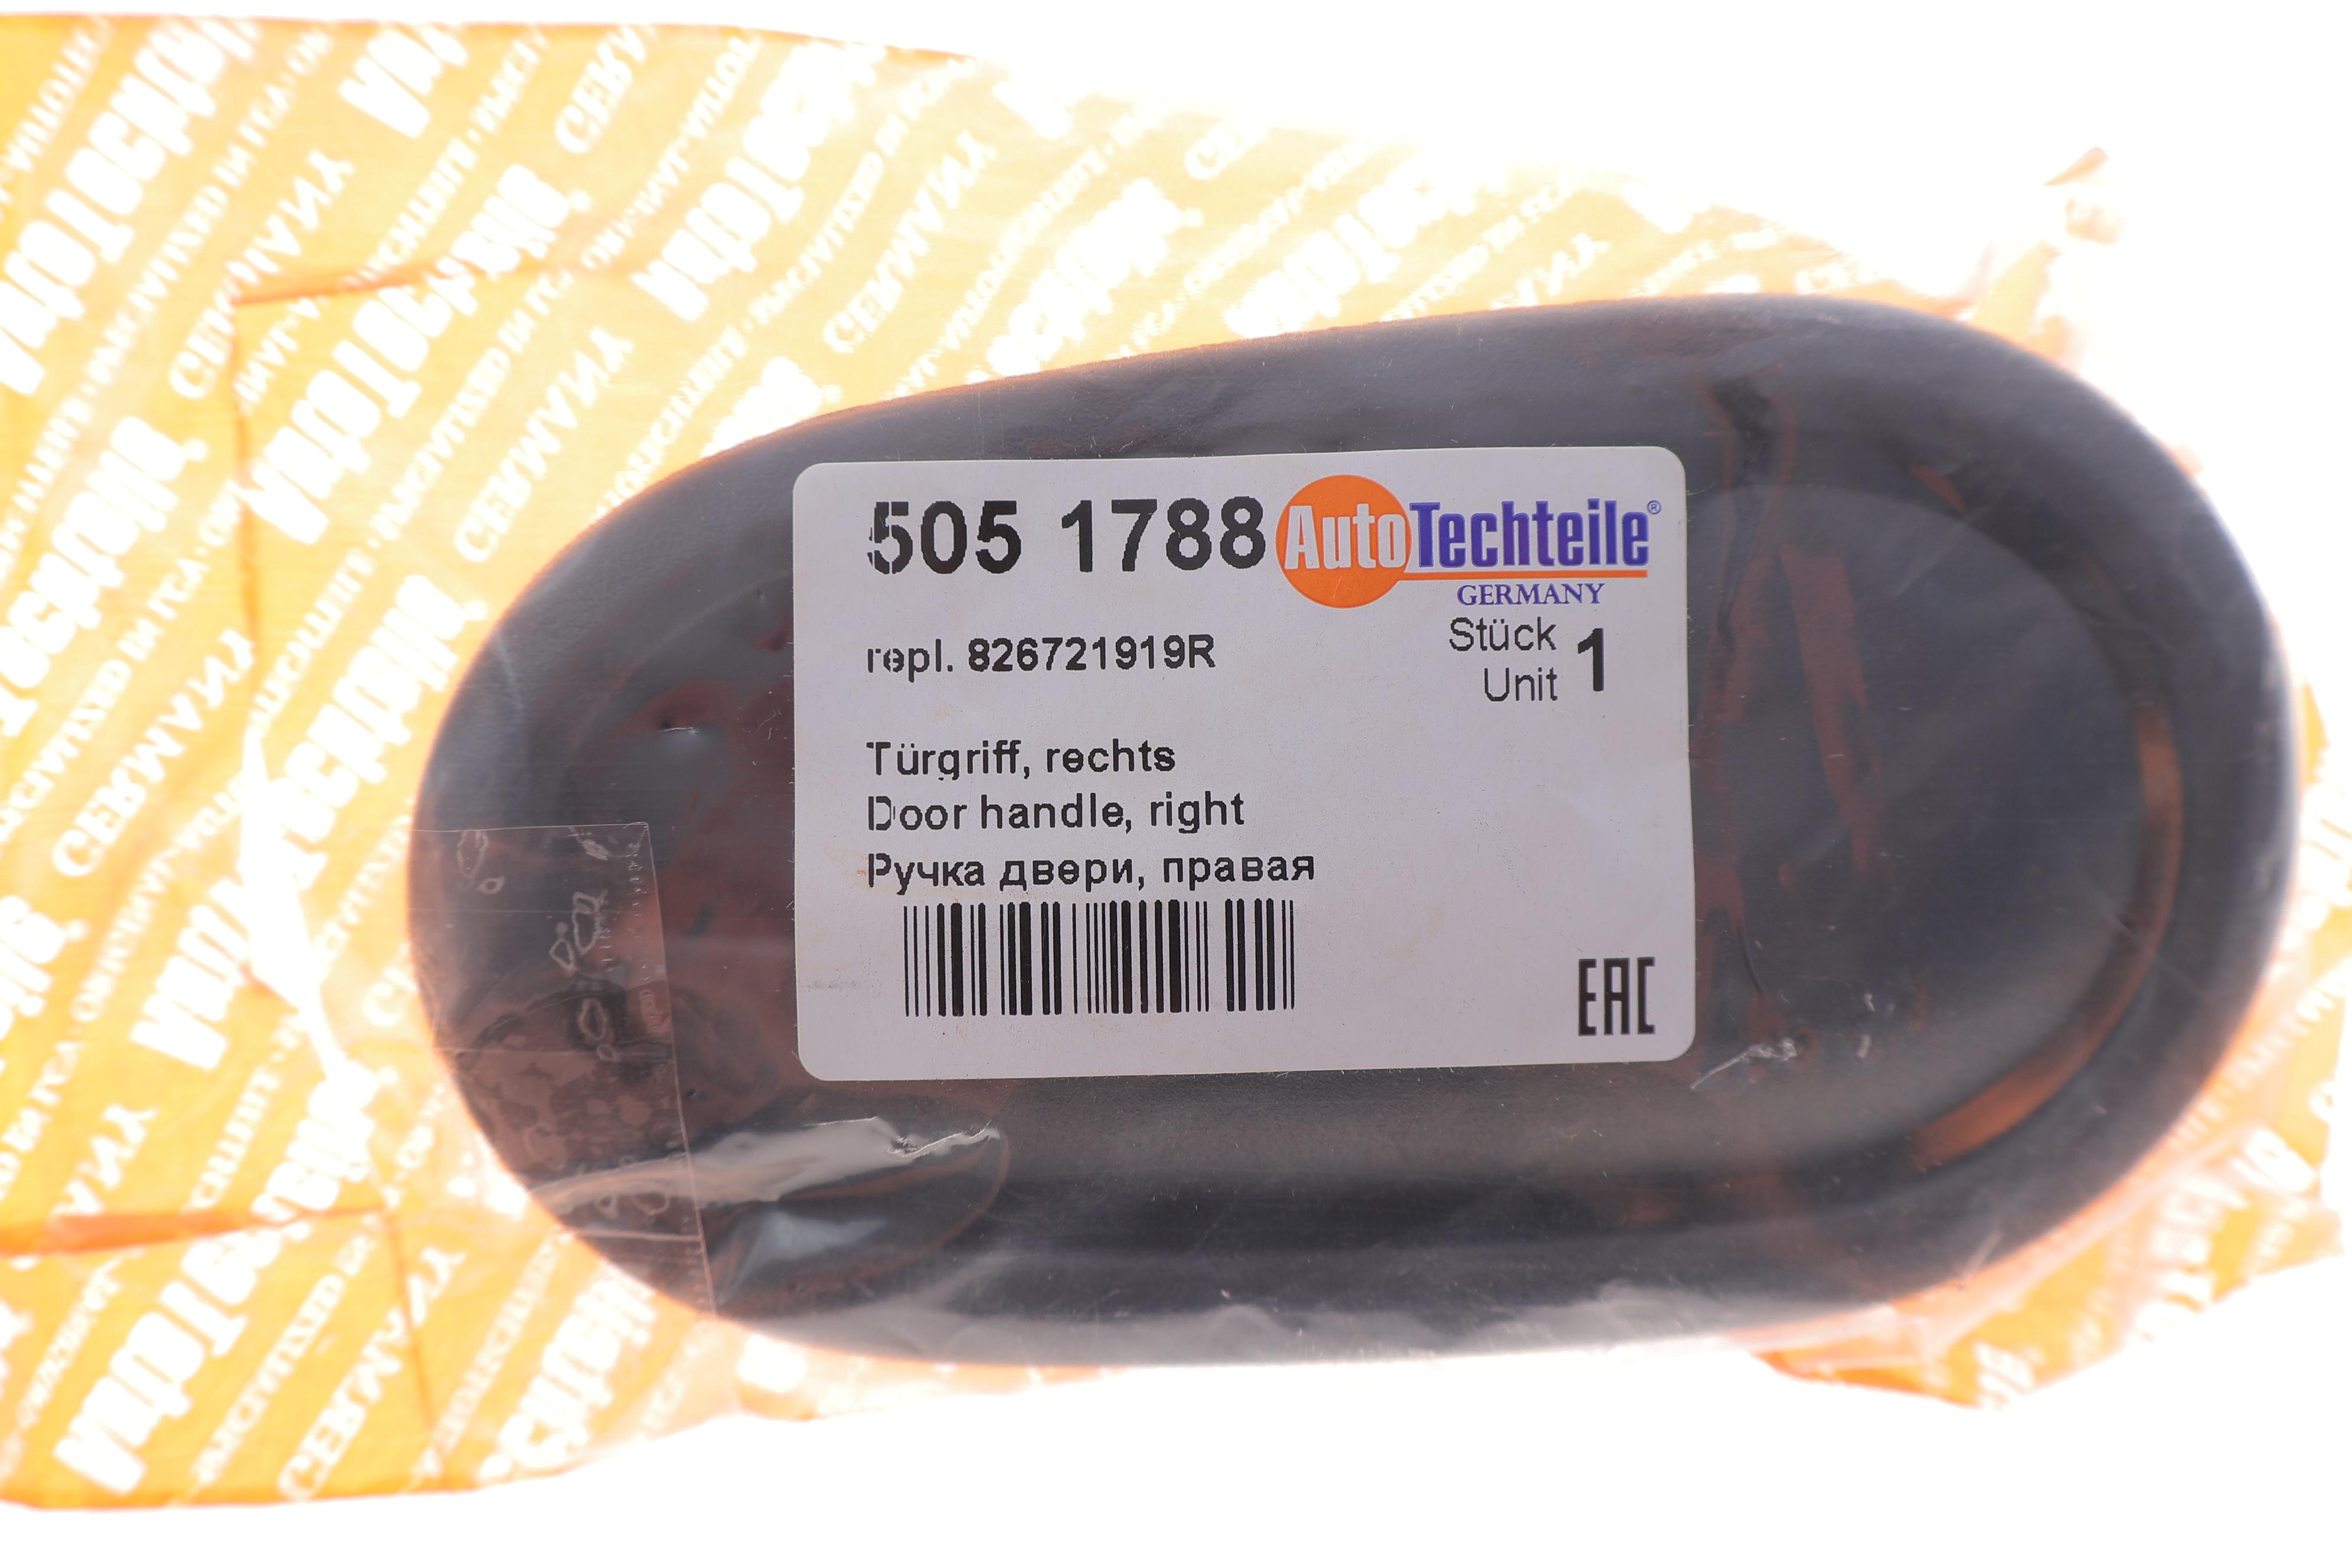 505 1788
AutoTechteile®
GERMANY
repl. 826721919R
Stück
Unit 1
Türgriff, rechts
Door handle, right
Ручка двери, правая
EAC